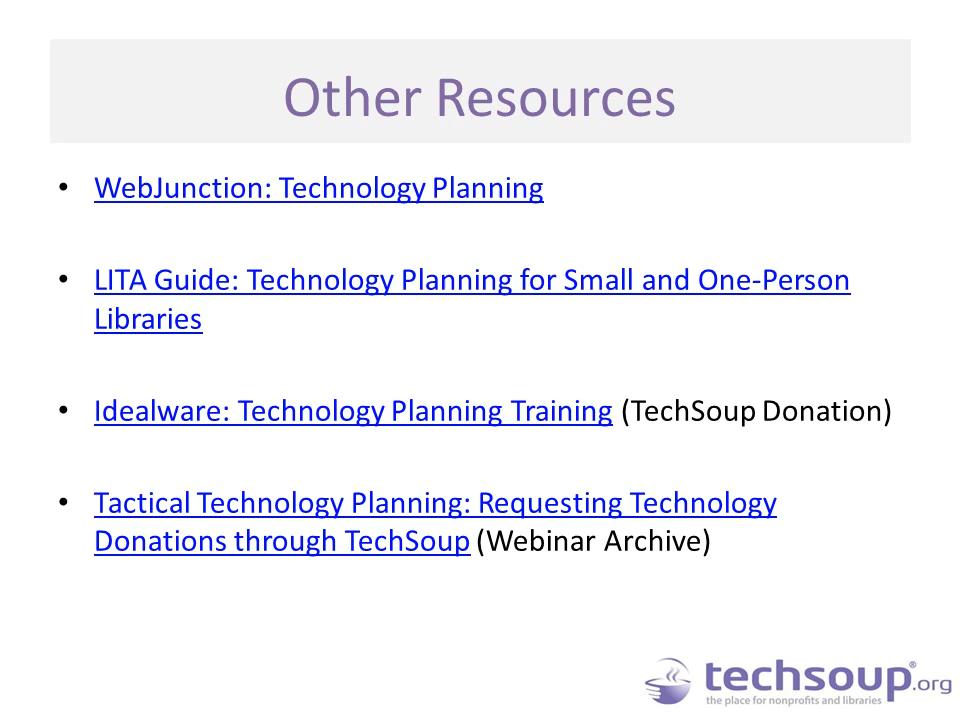 Other Resources
• WebJunction: Technology Planning
• LITA Guide: Technology Planning for Small and One-Person
Libraries
• Idealware: Technology Planning Training (TechSoup Donation)
• Tactical Technology Planning: Requesting Technology
Donations through TechSoup (Webinar Archive)
techsoup®.org
the place for nonprofits and libraries